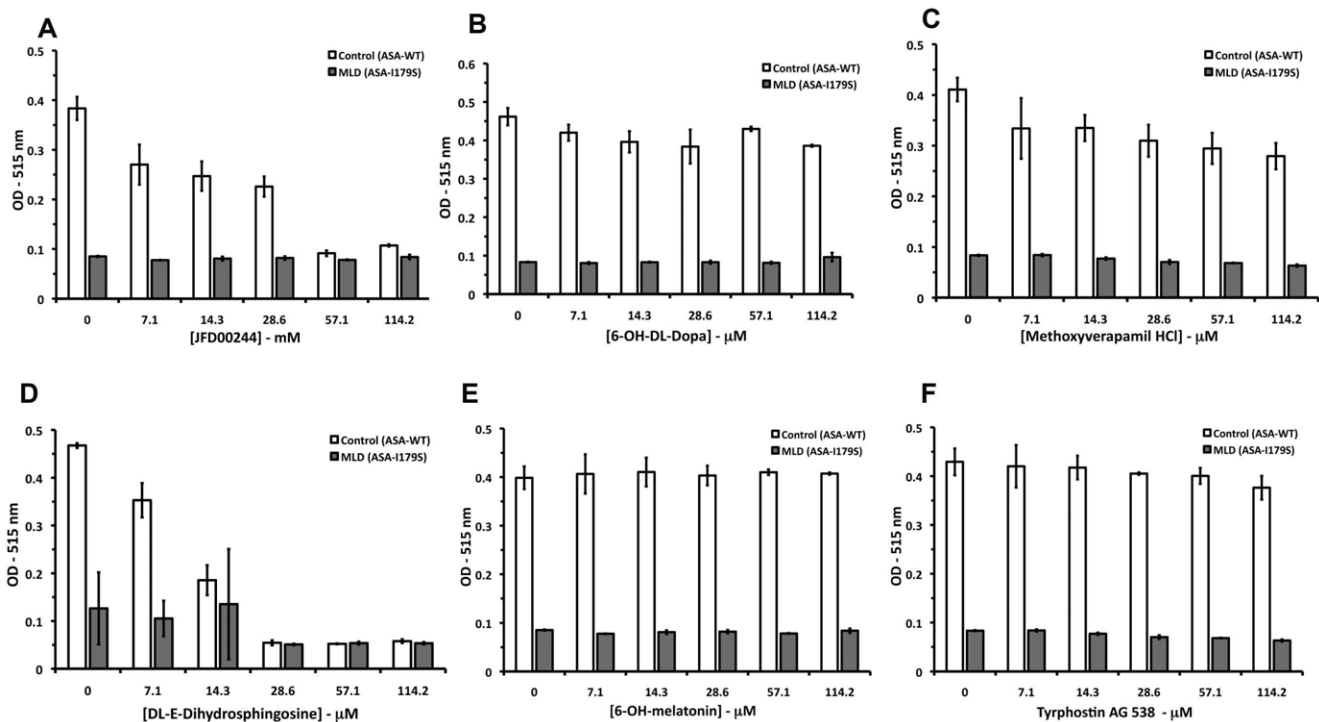 A
OD - 515 nm
0.5
0.4
0.3
0.2
0.1
0
Control (ASA-WT)
MLD (ASA-I179S)
0 7.1 14.3 28.6 57.1 114.2
[JFD00244] - mM
B
OD - 515 nm
0.6
0.5
0.4
0.3
0.2
0.1
0
Control (ASA-WT)
MLD (ASA-I179S)
0 7.1 14.3 28.6 57.1 114.2
[6-OH-DL-Dopa] - μM
C
OD - 515 nm
0.5
0.4
0.3
0.2
0.1
0
Control (ASA-WT)
MLD (ASA-I179S)
0 7.1 14.3 28.6 57.1 114.2
[Methoxyverapamil HCl] - μM
D
OD - 515 nm
0.5
0.4
0.3
0.2
0.1
0
Control (ASA-WT)
MLD (ASA-I179S)
0 7.1 14.3 28.6 57.1 114.2
[DL-E-Dihydrosphingosine] - μM
E
OD - 515 nm
0.5
0.4
0.3
0.2
0.1
0
Control (ASA-WT)
MLD (ASA-I179S)
0 7.1 14.3 28.6 57.1 114.2
[6-OH-melatonin] - μM
F
OD - 515 nm
0.5
0.4
0.3
0.2
0.1
0
Control (ASA-WT)
MLD (ASA-I179S)
0 7.1 14.3 28.6 57.1 114.2
Tyrphostin AG 538 - μM